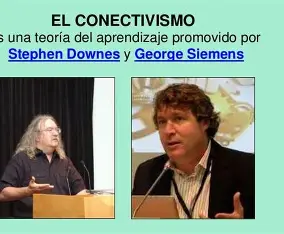 EL CONECTIVISMO
s una teoría del aprendizaje promovido por
Stephen Downes y George Siemens